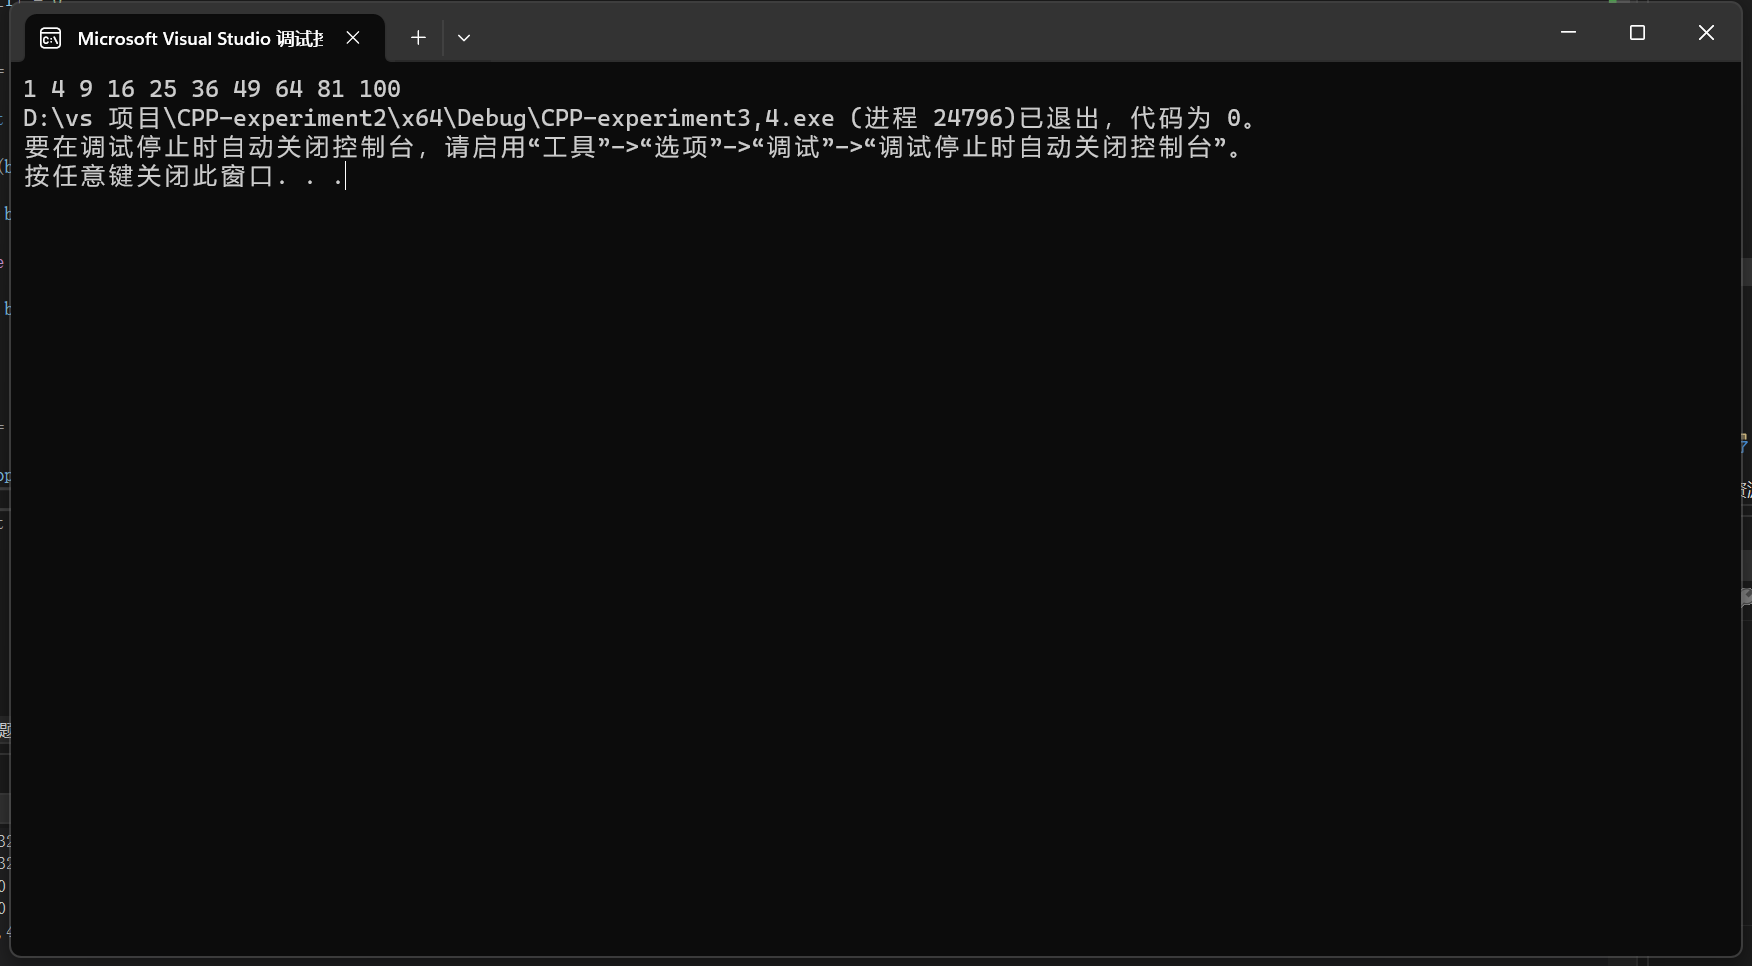 Microsoft Visual Studio 调试
1 4 9 16 25 36 49 64 81 100
D:\vs 项目\CPP-experiment2\x64\Debug\CPP-experiment3,4.exe (进程 24796)已退出，代码为 0。
要在调试停止时自动关闭控制台，请启用“工具”->“选项”->“调试”->“调试停止时自动关闭控制台”。
按任意键关闭此窗口. . .